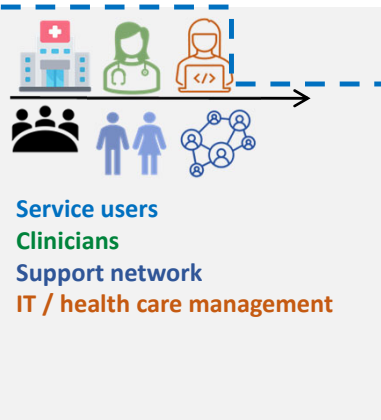 </>
Service users
Clinicians
Support network
IT / health care management